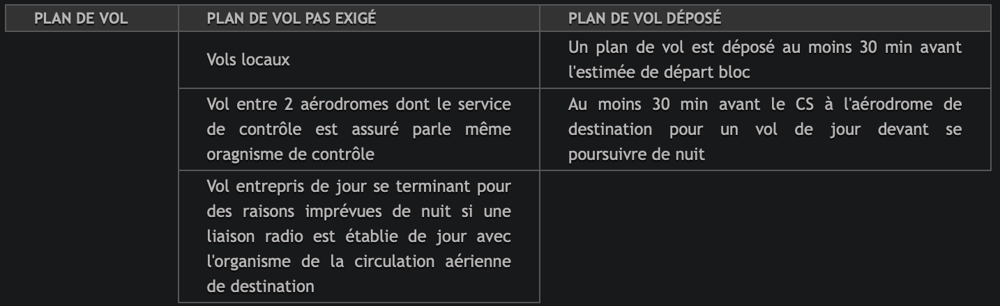 PLAN DE VOL
PLAN DE VOL PAS EXIGÉ
PLAN DE VOL DÉPOSÉ
Vols locaux
Un plan de vol est déposé au moins 30 min avant
l'estimée de départ bloc
Vol entre 2 aérodromes dont le service
de contrôle est assuré parle même
oragnisme de contrôle
Au moins 30 min avant le CS à l'aérodrome de
destination pour un vol de jour devant se
poursuivre de nuit
Vol entrepris de jour se terminant pour
des raisons imprévues de nuit si une
liaison radio est établie de jour avec
l'organisme de la circulation aérienne
de destination